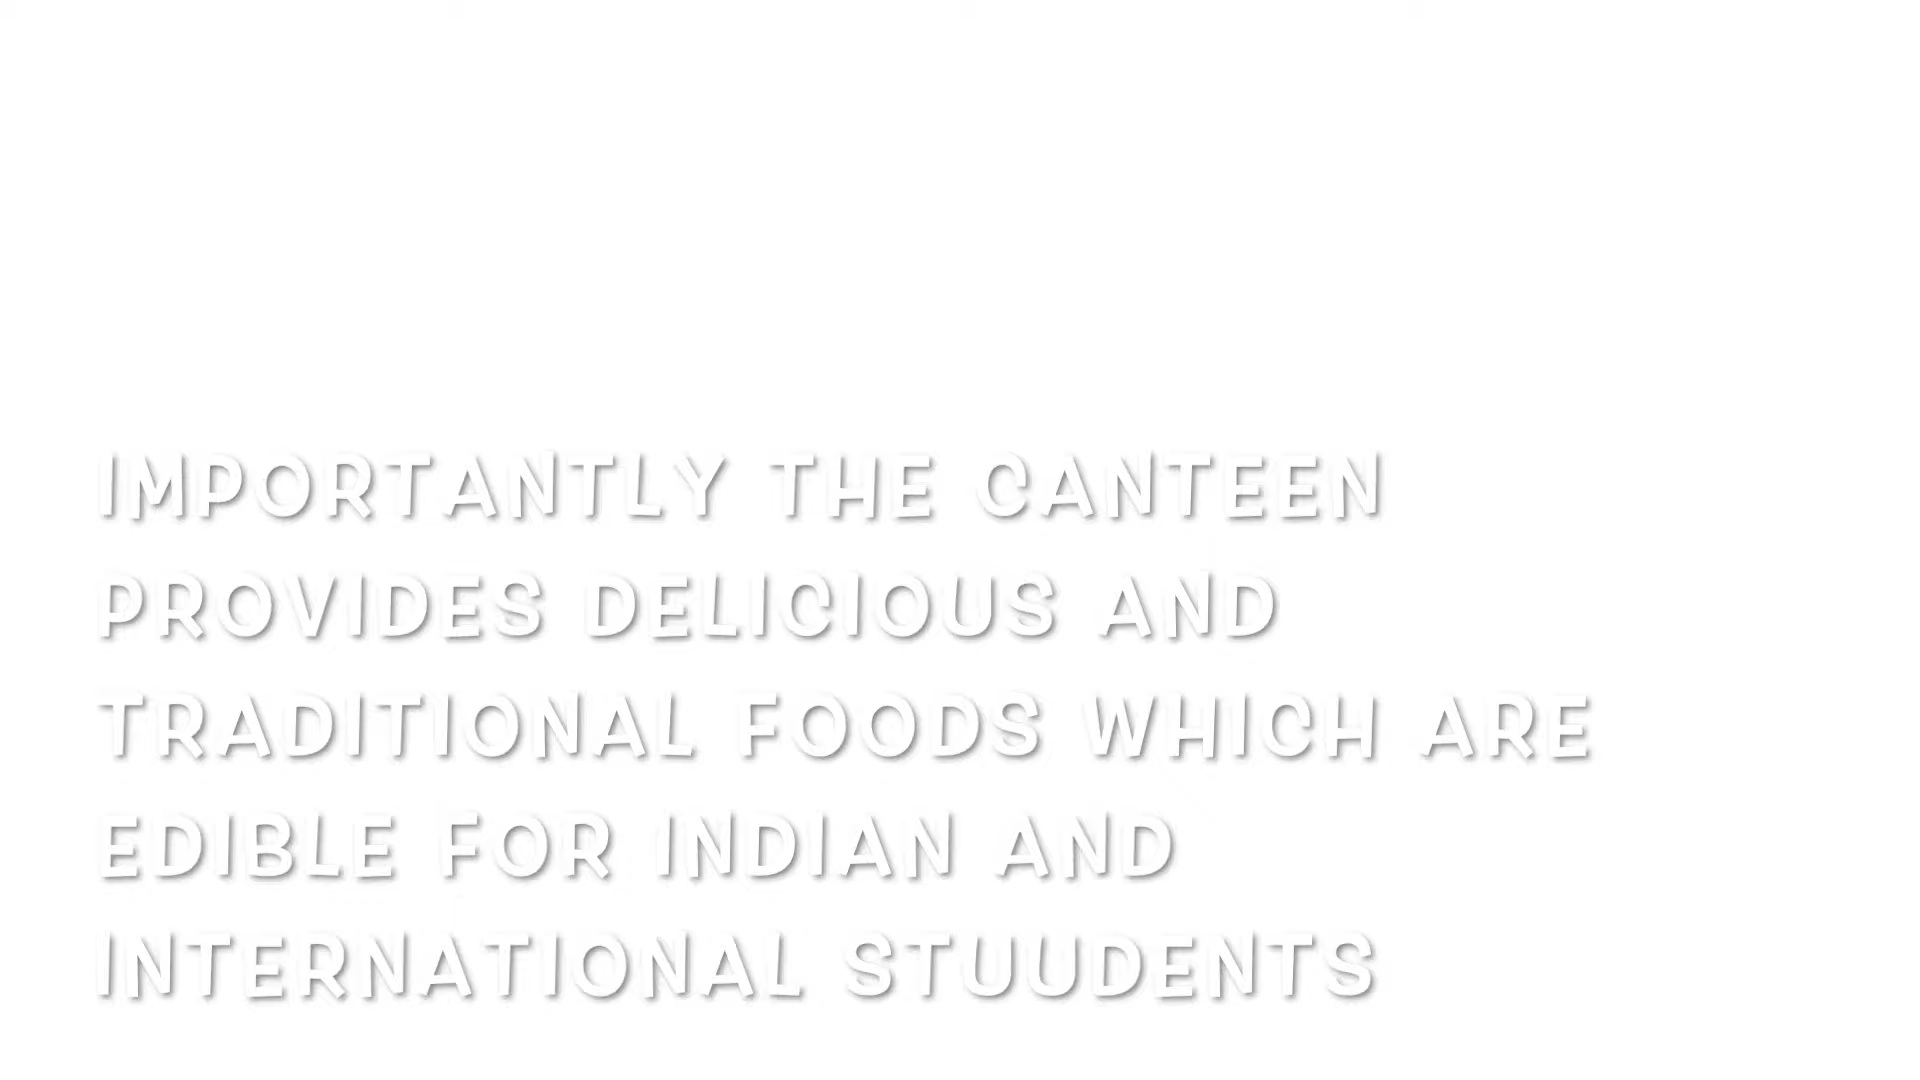 IMPORTANTLY THE CANTEEN
PROVIDES DELICIOUS AND
TRADITIONAL FOODS WHICH ARE
EDIBLE FOR INDIAN AND
INTERNATIONAL STUUDENTS